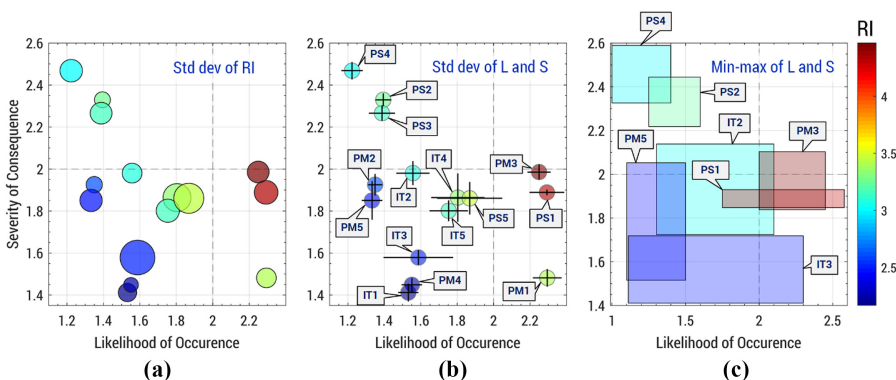 Severity of Consequence
2.6
2.4
2.2
2
1.8
1.6
1.4
Std dev of RI
1.2
1.4
1.6
1.8
2
2.2
Likelihood of Occurence
(a)
2.6
2.4
2.2
2
1.8
1.6
1.4
Std dev of L and S
PS4
PS2
PS3
PM2
IT4
PM3
PM5
IT2
PS1
IT3
IT5
PS5
PM4
IT1
PM1
1.2
1.4
1.6
1.8
2
2.2
Likelihood of Occurence
(b)
PS4
2.6
2.4
2.2
2
1.8
1.6
1.4
Min-max of L and S
PS2
IT2
PM5
PM3
PS1
IT3
1
1.5
2
2.5
Likelihood of Occurence
(c)
RI
4
3.5
3
2.5